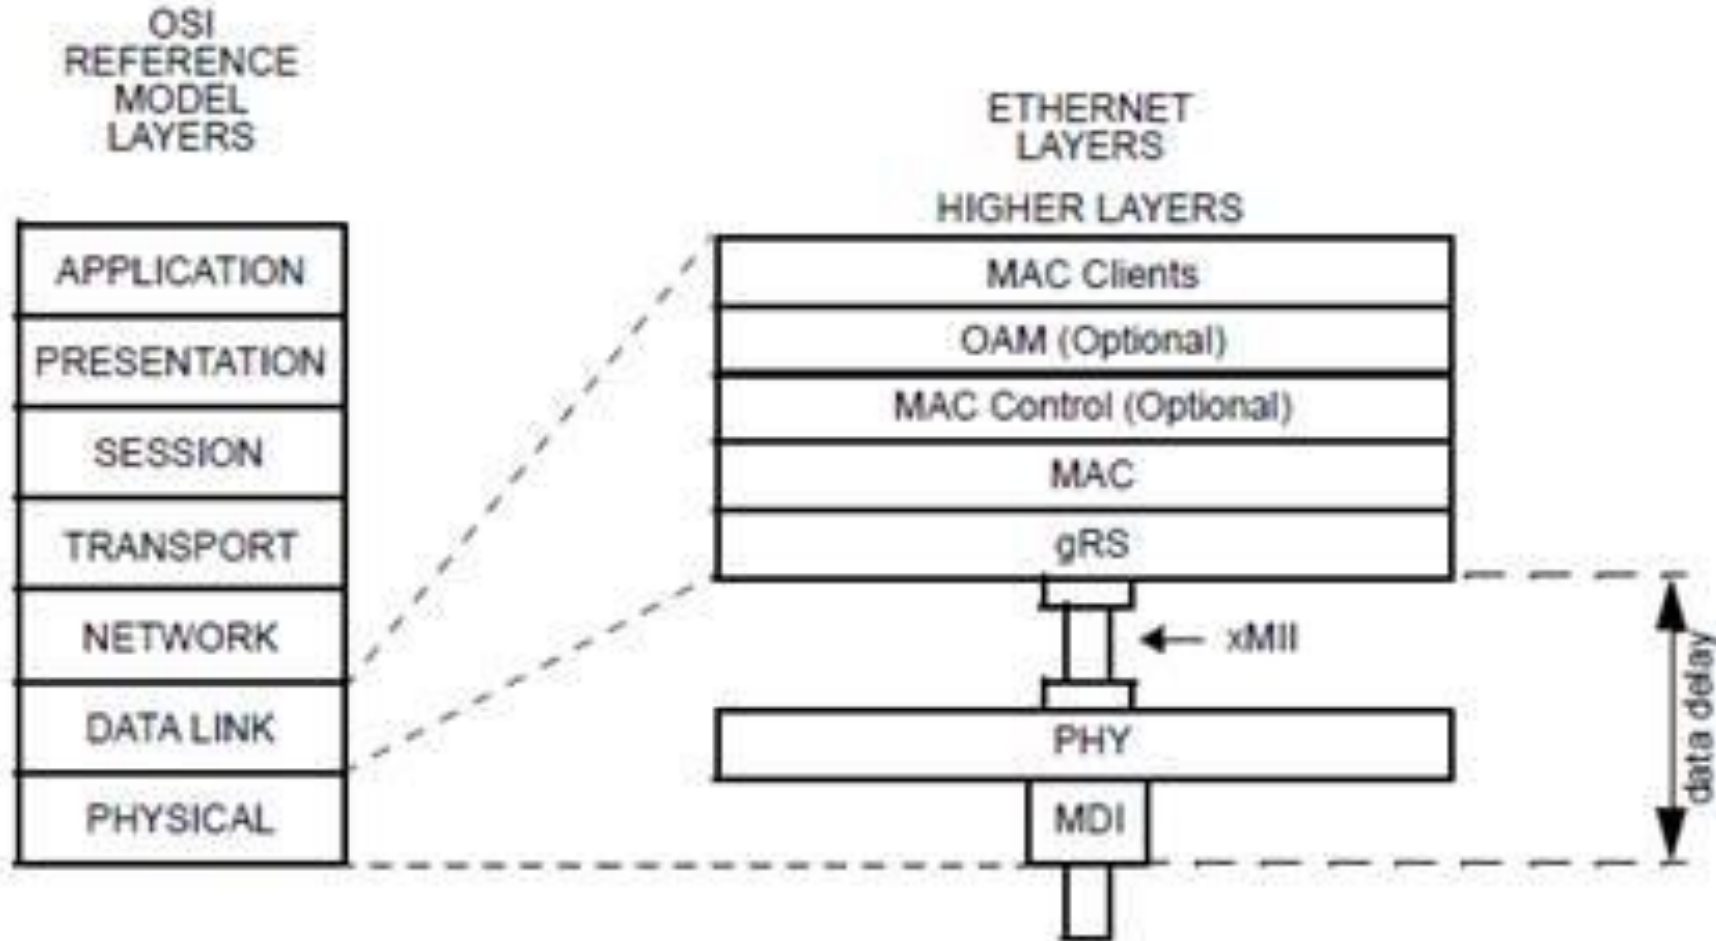 OSI
REFERENCE
MODEL
LAYERS
APPLICATION
PRESENTATION
SESSION
TRANSPORT
NETWORK
DATA LINK
PHYSICAL
ETHERNET
LAYERS
HIGHER LAYERS
MAC Clients
OAM (Optional)
MAC Control (Optional)
MAC
gRS
xMII
PHY
MDI
data delay